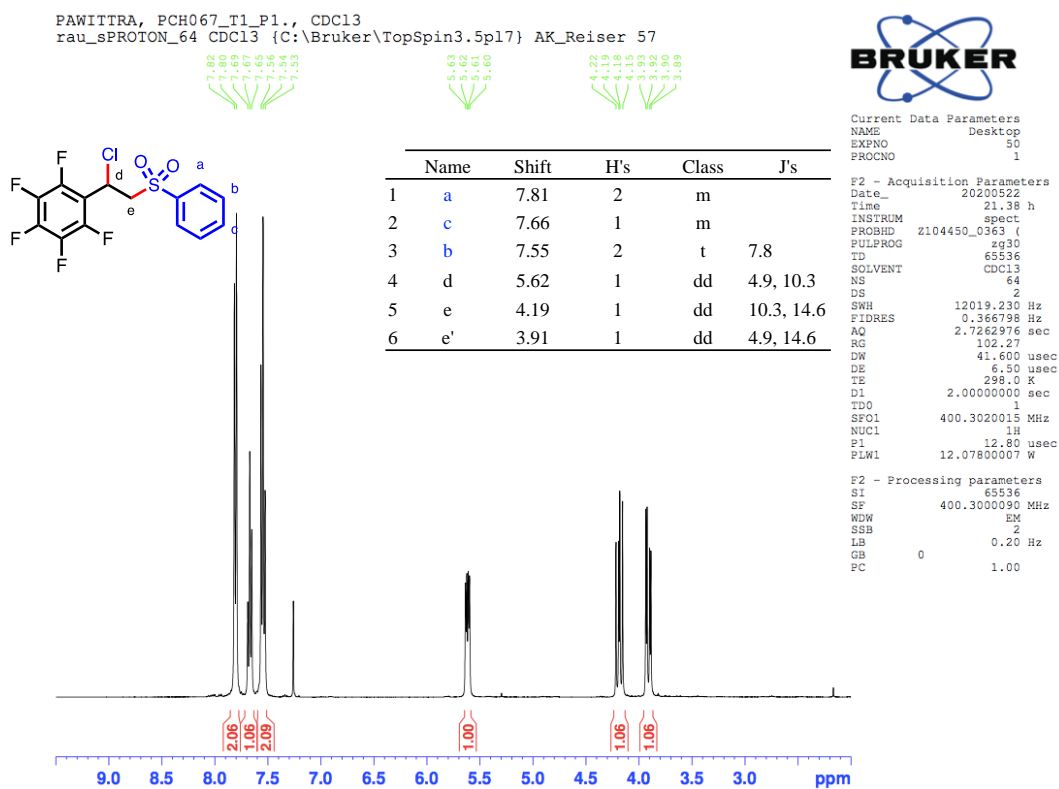 PAWITTRA, PCH067_T1_P1., CDCl3
rau_sPROTON_64 CDCl3 {C:\Bruker\TopSpin3.5pl7} AK_Reiser 57
7.82 7.80 7.69 7.67 7.65 7.56 7.54 7.53
5.63 5.62 5.61 5.60
4.22 4.19 4.18 4.15 3.93 3.92 3.90 3.89
BRUKER
Current Data Parameters
NAME Desktop
EXPNO 50
PROCNO 1
F2 - Acquisition Parameters
Date_ 20200522
Time 21.38 h
INSTRUM spect
PROBHD Z104450_0363 (
PULPROG zg30
TD 65536
SOLVENT CDCl3
NS 64
DS 2
SWH 12019.230 Hz
FIDRES 0.366798 Hz
AQ 2.7262976 sec
RG 102.27
DW 41.600 usec
DE 6.50 usec
TE 298.0 K
D1 2.00000000 sec
TD0 1
SFO1 400.3020015 MHz
NUC1 1H
P1 12.80 usec
PLW1 12.07800007 W
F2 - Processing parameters
SI 65536
SF 400.3000090 MHz
WDW EM
SSB 2
LB 0.20 Hz
GB 0
PC 1.00
Cl
d
O O
S
e
a
b
c
F
F
F
F
F
Name Shift H's Class J's
1 a 7.81 2 m
2 c 7.66 1 m
3 b 7.55 2 t 7.8
4 d 5.62 1 dd 4.9, 10.3
5 e 4.19 1 dd 10.3, 14.6
6 e' 3.91 1 dd 4.9, 14.6
2.06 1.06 2.09 1.00 1.06 1.06
9.0 8.5 8.0 7.5 7.0 6.5 6.0 5.5 5.0 4.5 4.0 3.5 3.0 ppm